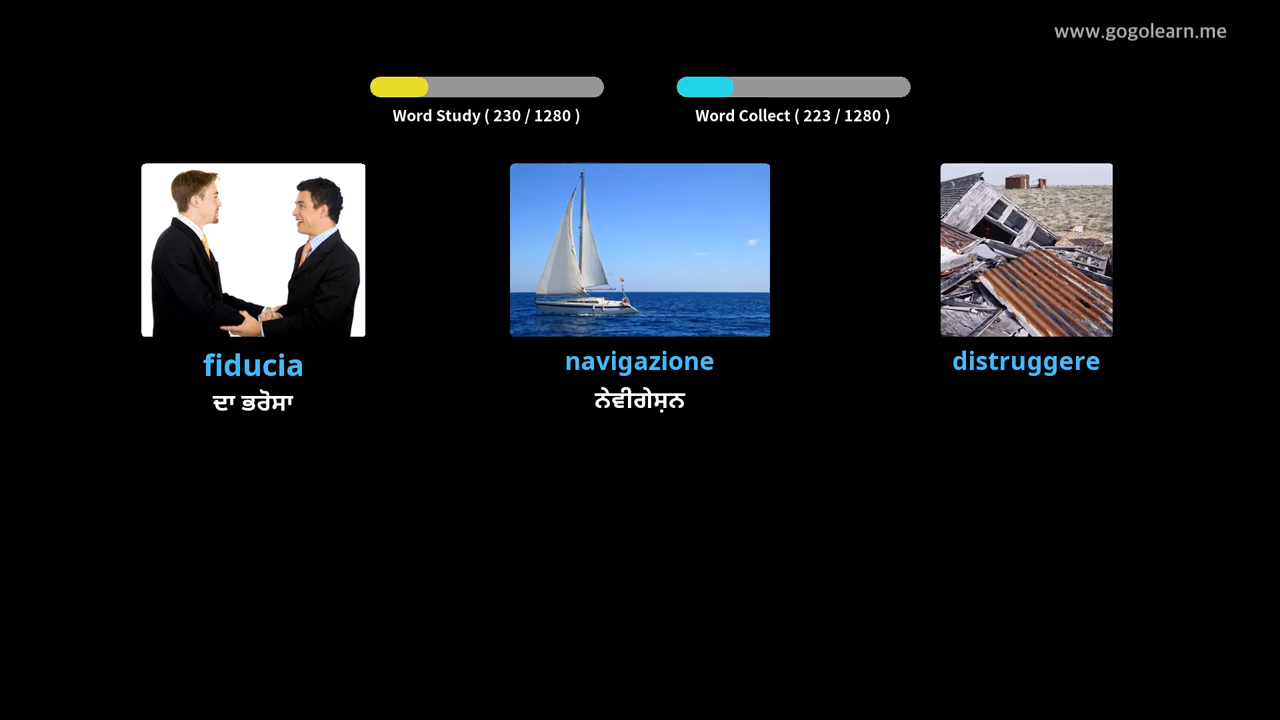 www.gogolearn.me
Word Study ( 230 / 1280 )
Word Collect ( 223 / 1280 )
fiducia
ਦਾ ਭਰੋਸਾ
navigazione
ਨੇਵੀਗੇਸ਼ਨ
distruggere